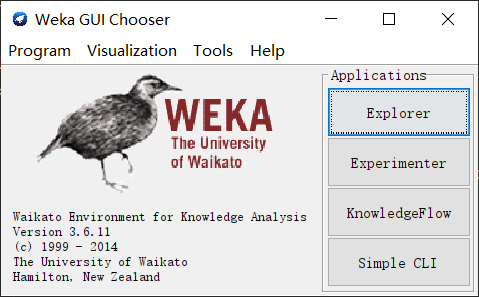 Weka GUI Chooser
Program Visualization Tools Help
WEKA
The University
of Waikato
Waikato Environment for Knowledge Analysis
Version 3.6.11
(c) 1999 - 2014
The University of Waikato
Hamilton, New Zealand
Applications
Explorer
Experimenter
KnowledgeFlow
Simple CLI